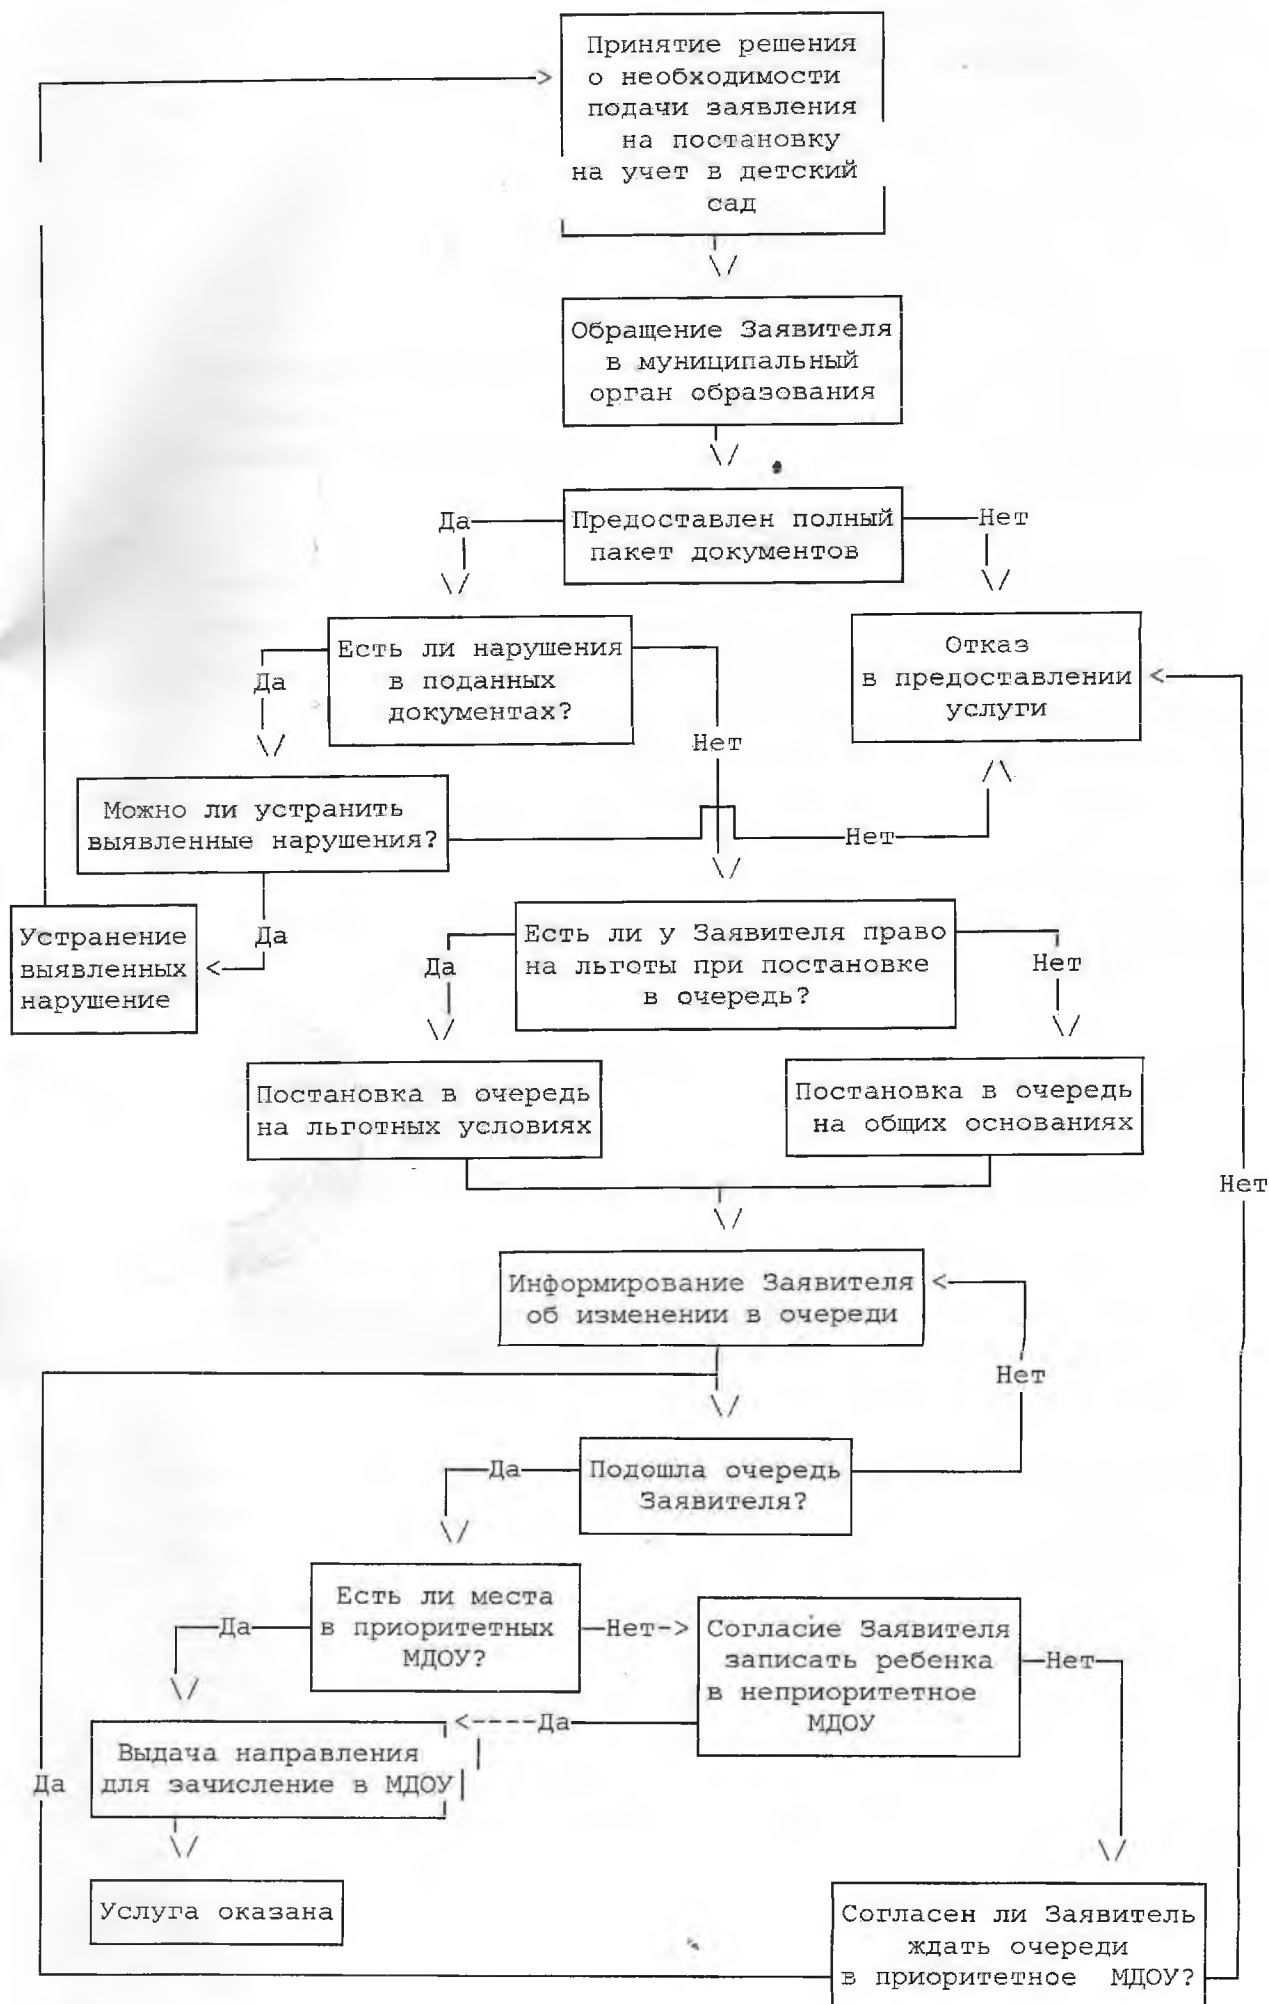 Принятие решения
о необходимости
подачи заявления
на постановку
на учет в детский
сад
Обращение Заявителя
в муниципальный
орган образования
Да
Предоставлен полный
пакет документов
Нет
Есть ли нарушения
в поданных
документах?
Да
Нет
Отказ
в предоставлении
услуги
Можно ли устранить
выявленные нарушения?
Нет
Да
Устранение
выявленных
нарушение
Есть ли у Заявителя право
на льготы при постановке
в очередь?
Да
Нет
Постановка в очередь
на льготных условиях
Постановка в очередь
на общих основаниях
Нет
Информирование Заявителя
об изменении в очереди
Нет
Да
Подошла очередь
Заявителя?
Есть ли места
в приоритетных
МДОУ?
Да
Нет
Согласие Заявителя
записать ребенка
в неприоритетное
МДОУ
Нет
Да
Выдача направления
для зачисление в МДОУ
Да
Услуга оказана
Согласен ли Заявитель
ждать очереди
в приоритетное МДОУ?